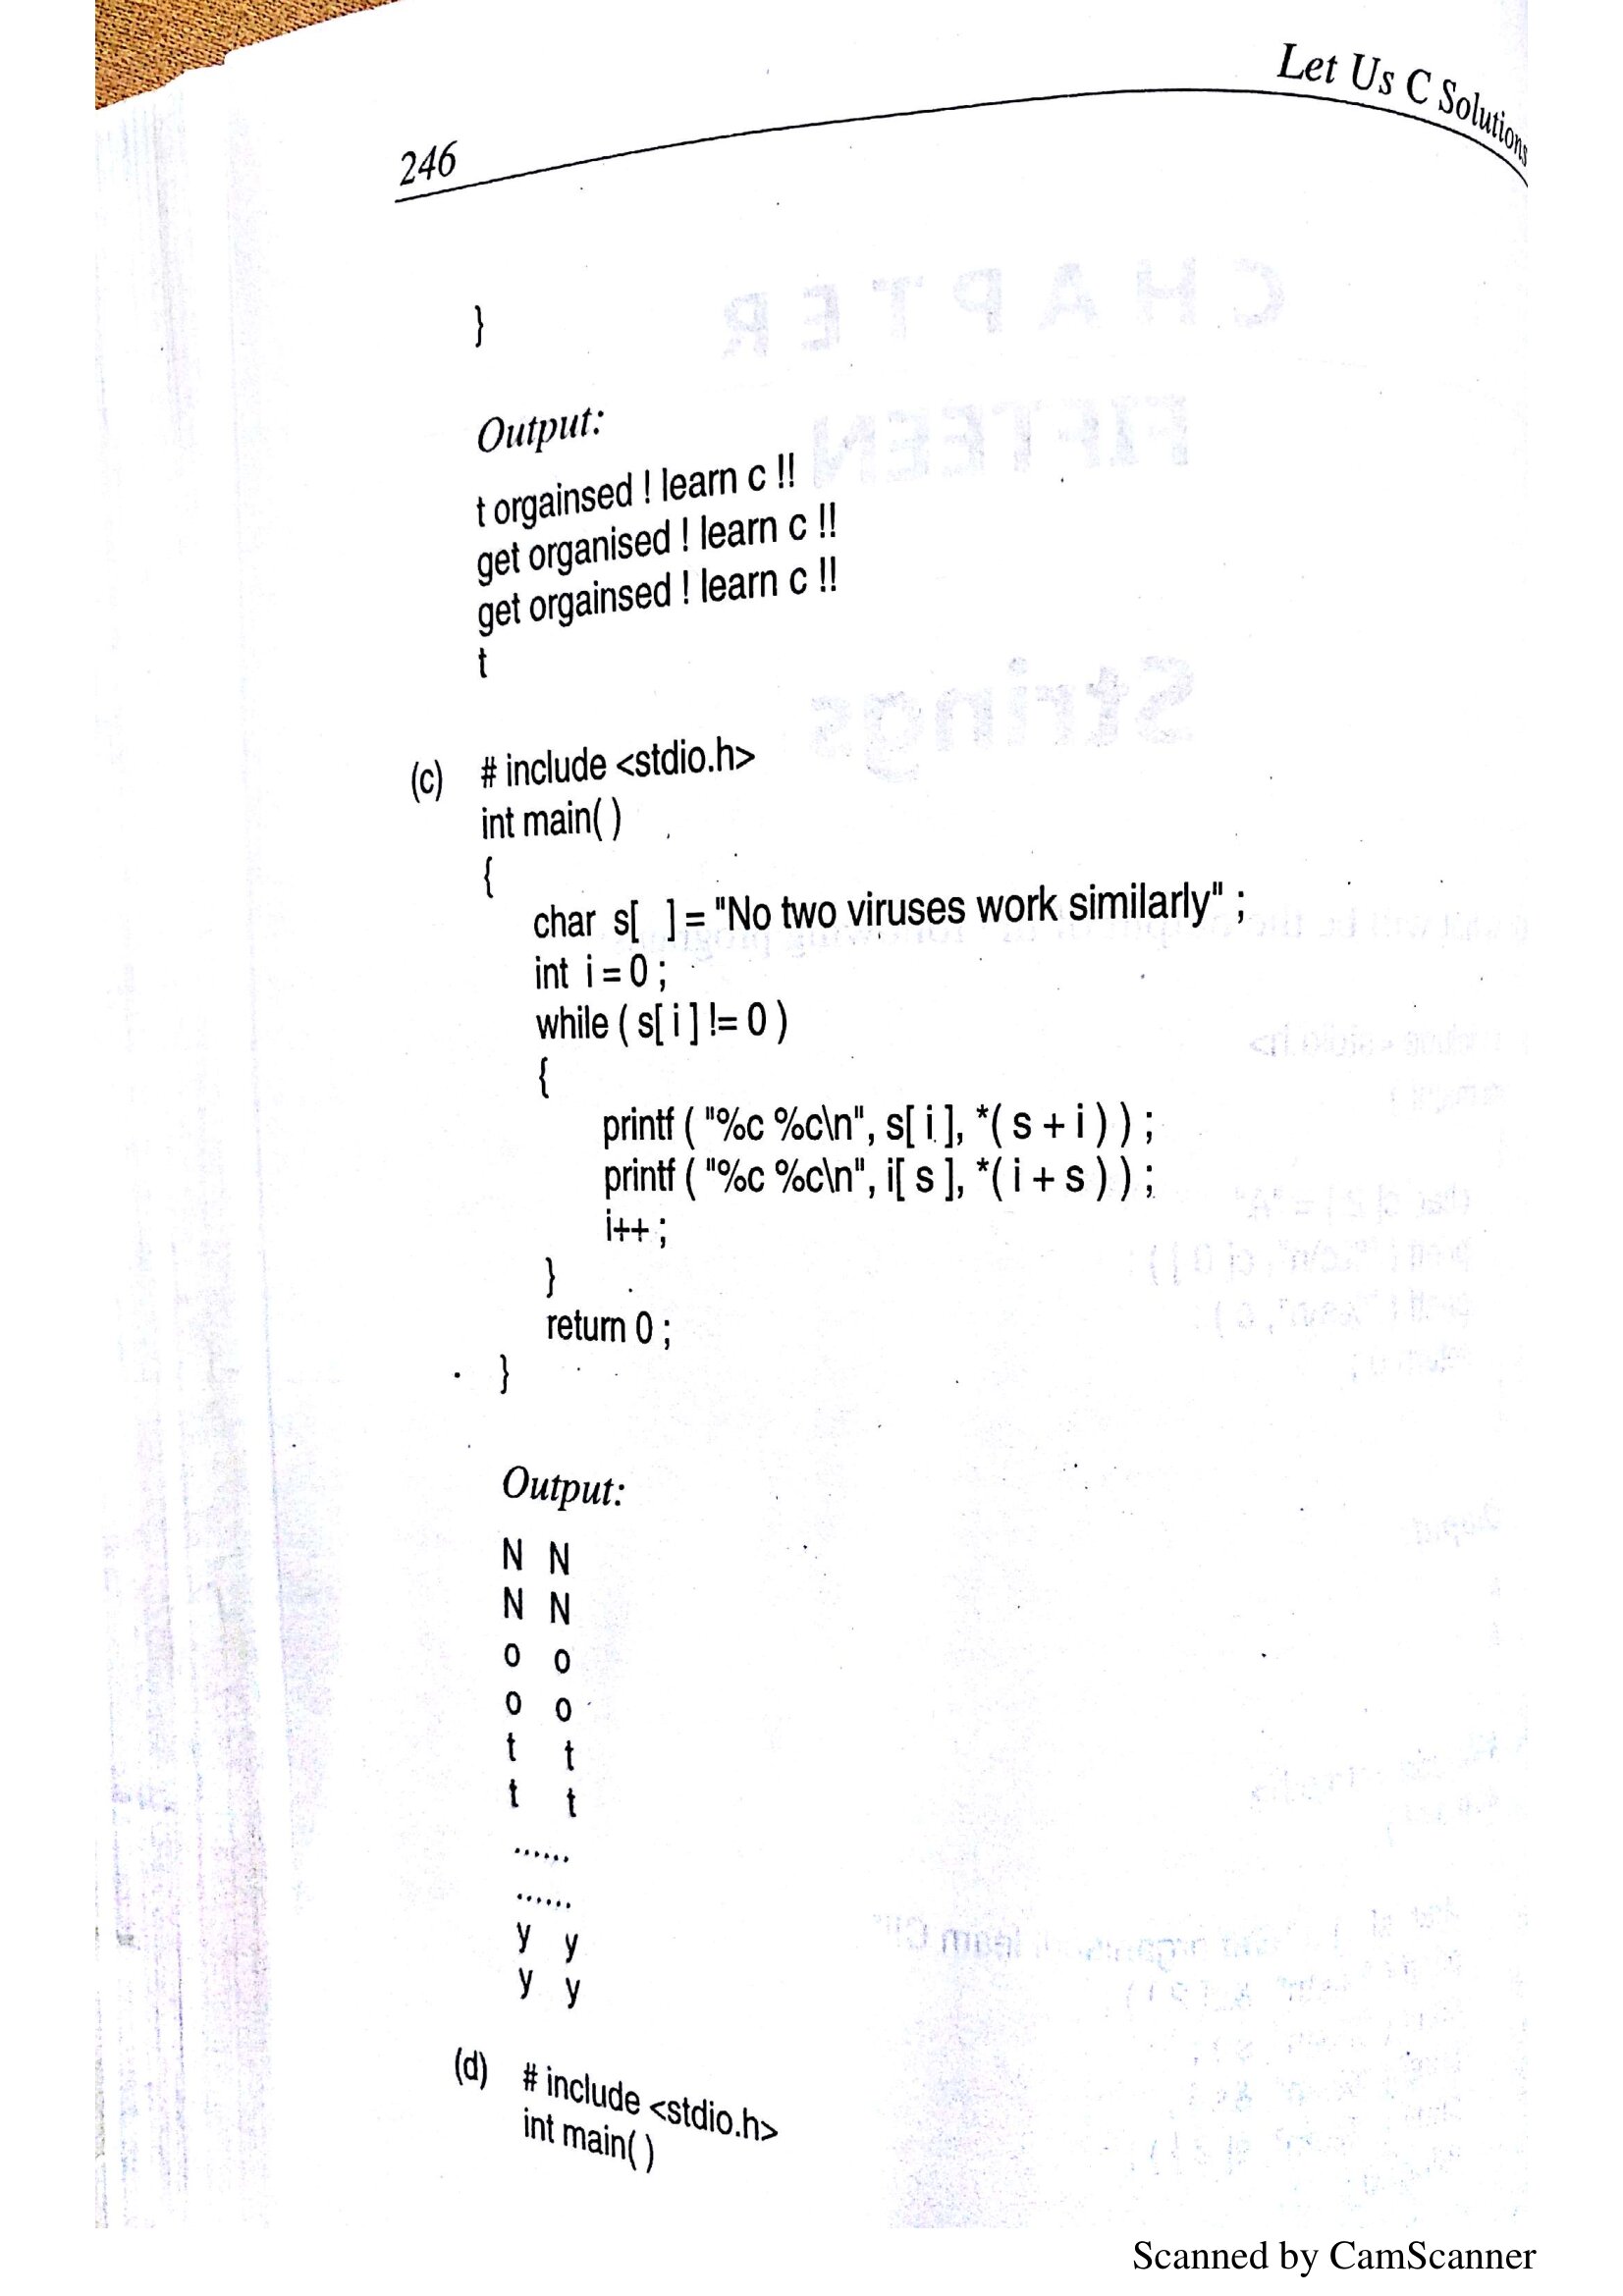 Let Us C Solutions
246
}
Output:
t orgainsed ! learn c !!
get organised ! learn c !!
get orgainsed ! learn c !!
t
(c) # include <stdio.h>
int main( )
{
char s[ ] = "No two viruses work similarly" ;
int i = 0 ;
while ( s[ i ] != 0 )
{
printf ( "%c %c\n", s[ i ], *( s + i ) ) ;
printf ( "%c %c\n", i[ s ], *( i + s ) ) ;
i++ ;
}
return 0 ;
}
Output:
N N
N N
o o
o o
t t
t t
......
......
y y
y y
(d) # include <stdio.h>
int main( )
Scanned by CamScanner